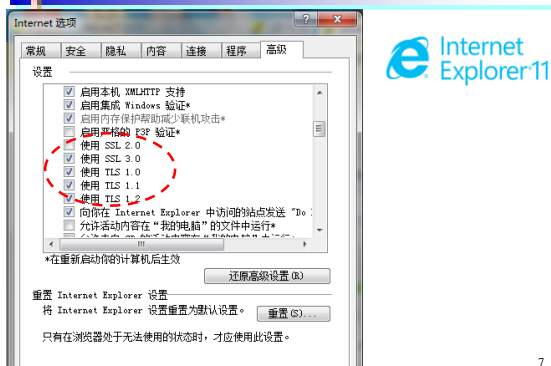 Internet 选项
常规 安全 隐私 内容 连接 程序 高级
设置
启用本机 XMLHTTP 支持
启用集成 Windows 验证*
启用内存保护帮助减少联机攻击*
启用严格的 P3P 验证*
使用 SSL 2.0
使用 SSL 3.0
使用 TLS 1.0
使用 TLS 1.1
使用 TLS 1.2
向你在 Internet Explorer 中访问的站点发送 "Do
允许活动内容在“我的电脑”的文件中运行*
*在重新启动你的计算机后生效
还原高级设置(R)
重置 Internet Explorer 设置
将 Internet Explorer 设置重置为默认设置。
重置(S)...
只有在浏览器处于无法使用的状态时，才应使用此设置。
Internet
Explorer 11
7